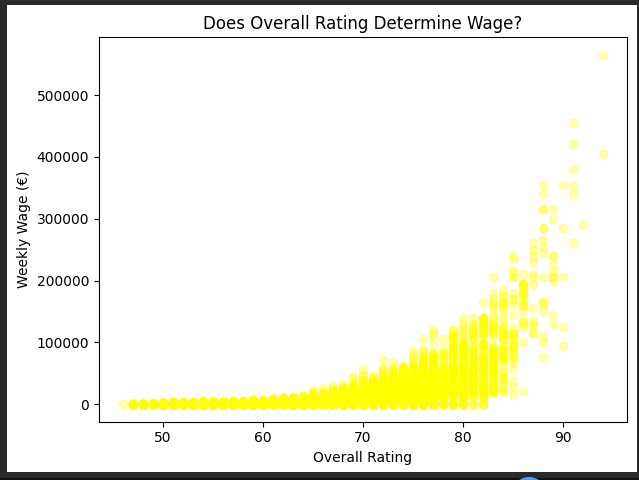 Does Overall Rating Determine Wage?
500000
400000
300000
200000
100000
0
Weekly Wage (€)
50 60 70 80 90
Overall Rating